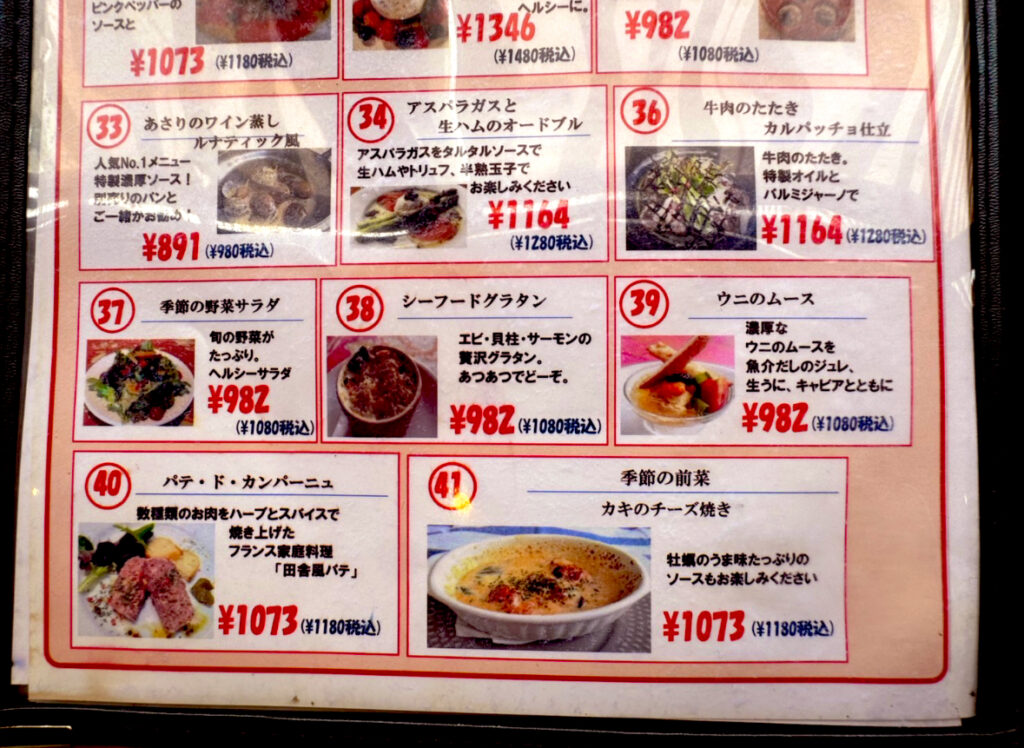 ピンクペッパーの
ソースと
¥1073 (¥1180税込)
ヘルシーに。
¥1346
(¥1480税込)
¥982
(¥1080税込)
33 あさりのワイン蒸し
ルナティック風
人気No.1メニュー
特製濃厚ソース!
別売りのパンと
ご一緒がお勧め!
¥891 (¥980税込)
34 アスパラガスと
生ハムのオードブル
アスパラガスをタルタルソースで
生ハムやトリュフ、半熟玉子で
お楽しみください
¥1164
(¥1280税込)
36 牛肉のたたき
カルパッチョ仕立
牛肉のたたき。
特製オイルと
パルミジャーノで
¥1164 (¥1280税込)
37 季節の野菜サラダ
旬の野菜が
たっぷり。
ヘルシーサラダ
¥982
(¥1080税込)
38 シーフードグラタン
エビ・貝柱・サーモンの
贅沢グラタン。
あつあつでどーぞ。
¥982 (¥1080税込)
39 ウニのムース
濃厚な
ウニのムースを
魚介だしのジュレ、
生うに、キャビアとともに
¥982 (¥1080税込)
40 パテ・ド・カンパーニュ
数種類のお肉をハーブとスパイスで
焼き上げた
フランス家庭料理
「田舎風パテ」
¥1073 (¥1180税込)
41 季節の前菜
カキのチーズ焼き
牡蠣のうま味たっぷりの
ソースもお楽しみください
¥1073 (¥1180税込)